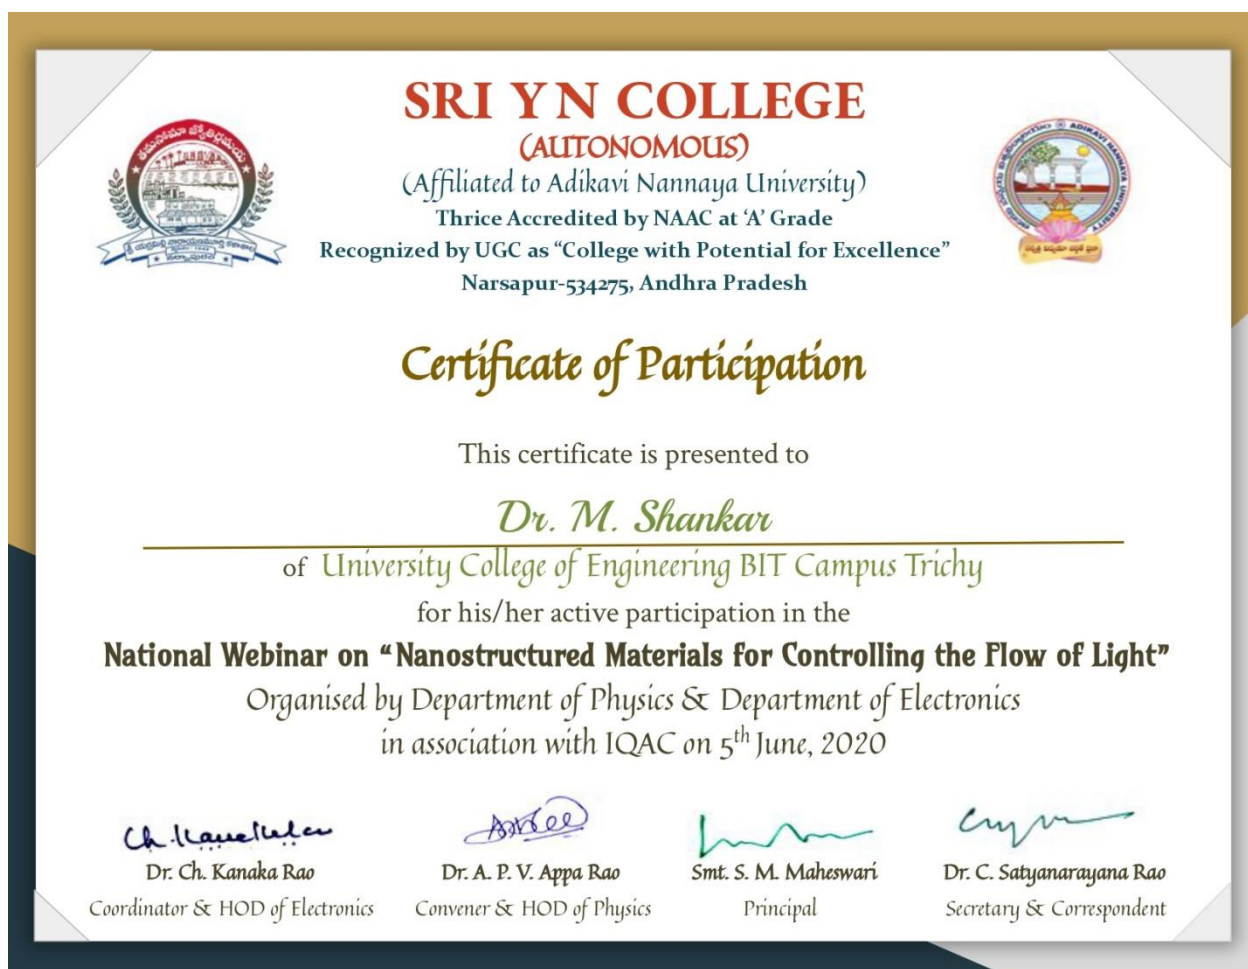 SRI Y N COLLEGE
(AUTONOMOUS)
(Affiliated to Adikavi Nannaya University)
Thrice Accredited by NAAC at ‘A’ Grade
Recognized by UGC as “College with Potential for Excellence”
Narsapur-534275, Andhra Pradesh
తమసోమా జ్యోతిర్గమయ
ADIKAVI NANNAYA UNIVERSITY
Certificate of Participation
This certificate is presented to
Dr. M. Shankar
of University College of Engineering BIT Campus Trichy
for his/her active participation in the
National Webinar on “Nanostructured Materials for Controlling the Flow of Light”
Organised by Department of Physics & Department of Electronics
in association with IQAC on 5th June, 2020
Dr. Ch. Kanaka Rao
Coordinator & HOD of Electronics
Dr. A. P. V. Appa Rao
Convener & HOD of Physics
Smt. S. M. Maheswari
Principal
Dr. C. Satyanarayana Rao
Secretary & Correspondent